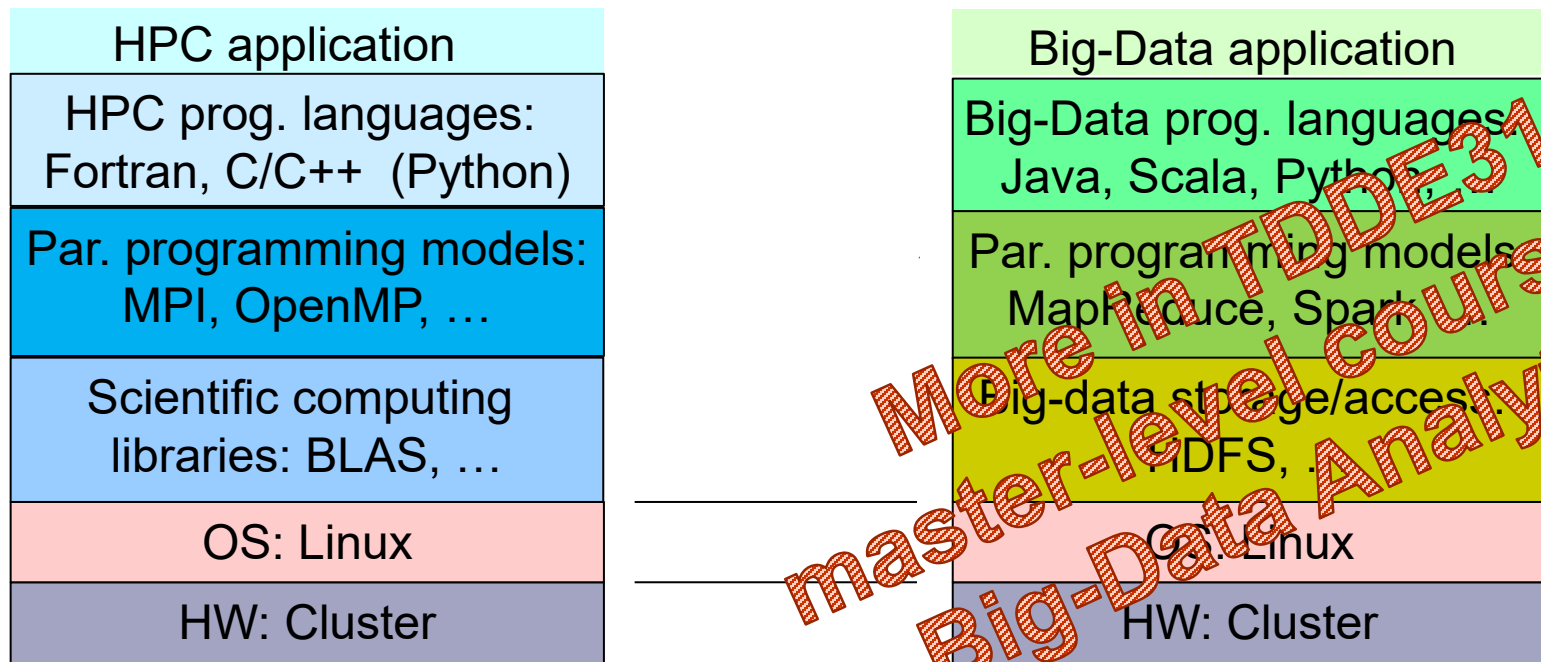 HPC application
HPC prog. languages:
Fortran, C/C++ (Python)
Par. programming models:
MPI, OpenMP, …
Scientific computing
libraries: BLAS, …
OS: Linux
HW: Cluster
Big-Data application
Big-Data prog. languages:
Java, Scala, Python, …
Par. programming models
MapReduce, Spark …
Big-data storage/access:
HDFS, …
OS: Linux
HW: Cluster
More in TDDE31
master-level
Big-Data